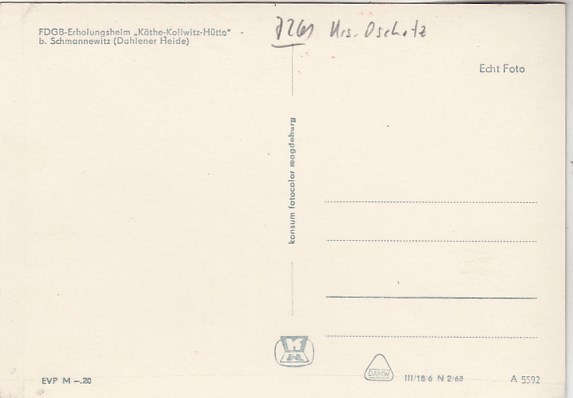 FDGB-Erholungsheim „Käthe-Kollwitz-Hütte"
b. Schmannewitz (Dahlener Heide)
7261 Krs. Oschatz
Echt Foto
konsum fotocolor magdeburg
DAMW
EVP M –.20
III/18/6 N 2/68
A 5592